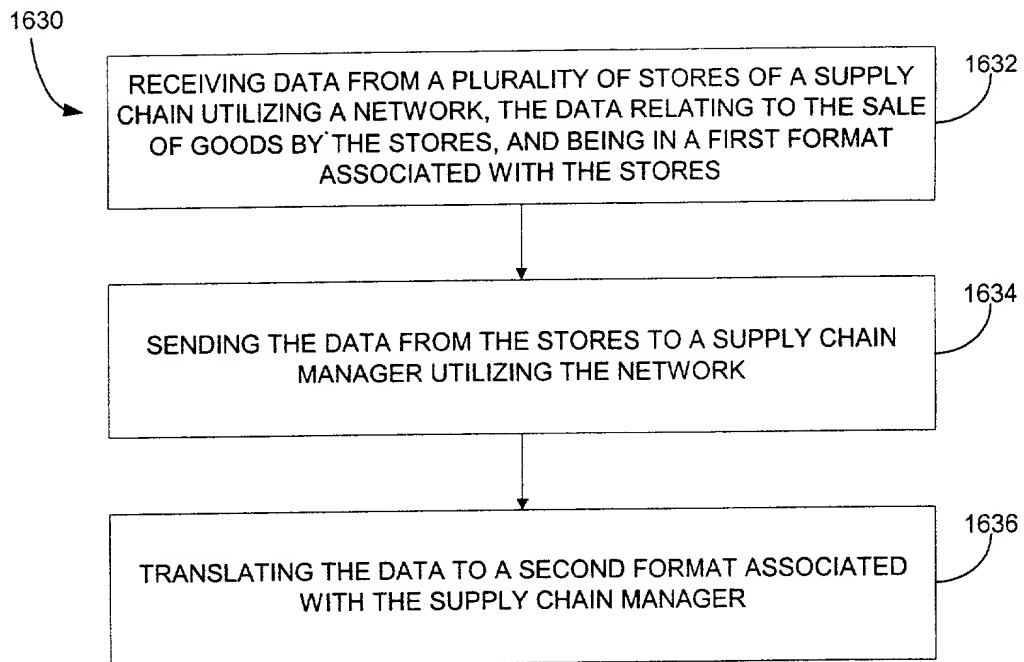 1630
RECEIVING DATA FROM A PLURALITY OF STORES OF A SUPPLY
CHAIN UTILIZING A NETWORK, THE DATA RELATING TO THE SALE
OF GOODS BY THE STORES, AND BEING IN A FIRST FORMAT
ASSOCIATED WITH THE STORES
1632
SENDING THE DATA FROM THE STORES TO A SUPPLY CHAIN
MANAGER UTILIZING THE NETWORK
1634
TRANSLATING THE DATA TO A SECOND FORMAT ASSOCIATED
WITH THE SUPPLY CHAIN MANAGER
1636